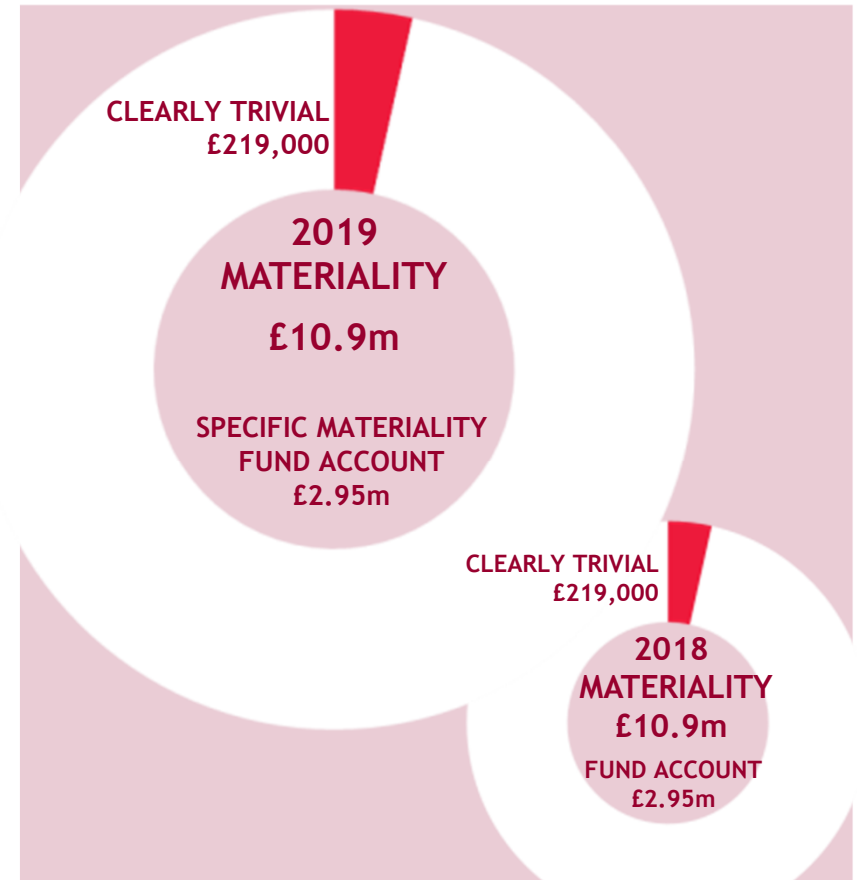 CLEARLY TRIVIAL
£219,000
2019
MATERIALITY
£10.9m
SPECIFIC MATERIALITY
FUND ACCOUNT
£2.95m
CLEARLY TRIVIAL
£219,000
2018
MATERIALITY
£10.9m
FUND ACCOUNT
£2.95m